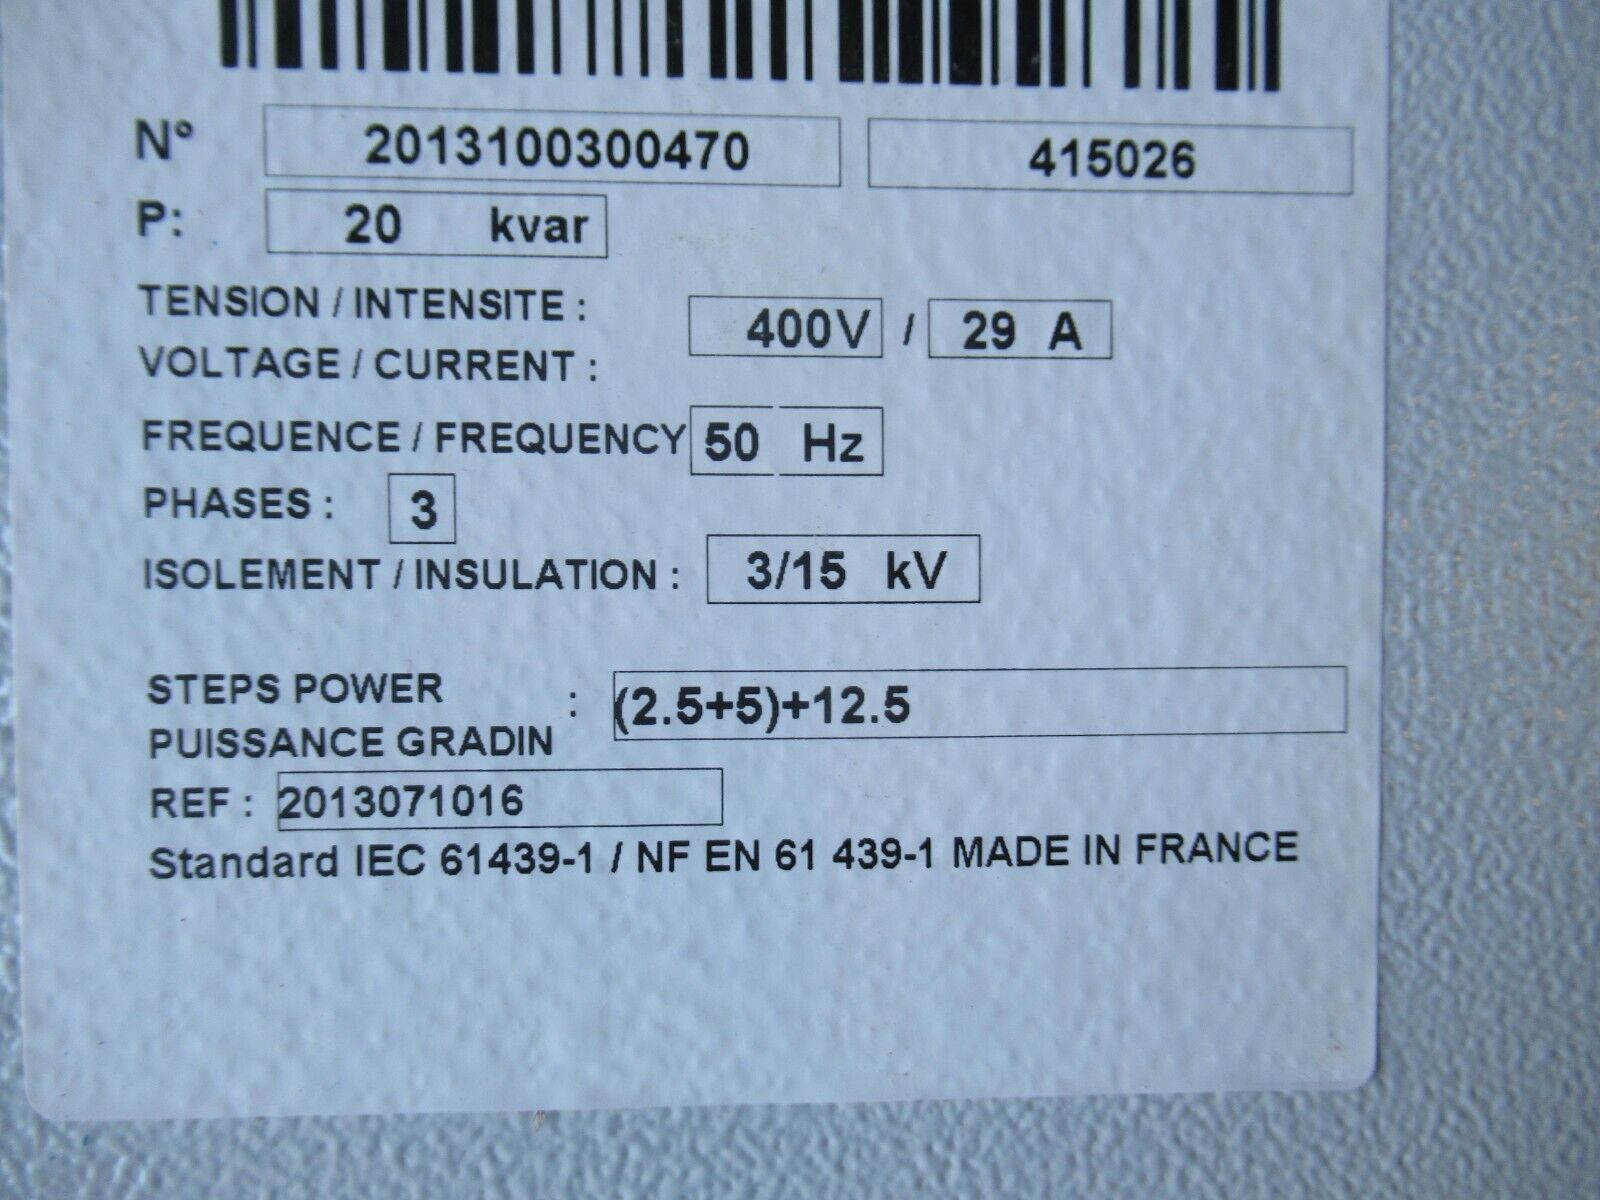 N° 2013100300470 415026
P: 20 kvar
TENSION / INTENSITE :
VOLTAGE / CURRENT : 400V / 29 A
FREQUENCE / FREQUENCY 50 Hz
PHASES : 3
ISOLEMENT / INSULATION : 3/15 kV
STEPS POWER
PUISSANCE GRADIN : (2.5+5)+12.5
REF : 2013071016
Standard IEC 61439-1 / NF EN 61 439-1 MADE IN FRANCE